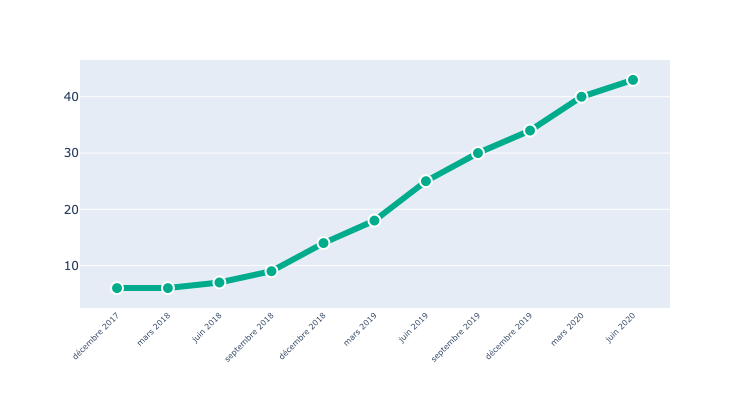 40
30
20
10
décembre 2017
mars 2018
juin 2018
septembre 2018
décembre 2018
mars 2019
juin 2019
septembre 2019
décembre 2019
mars 2020
juin 2020